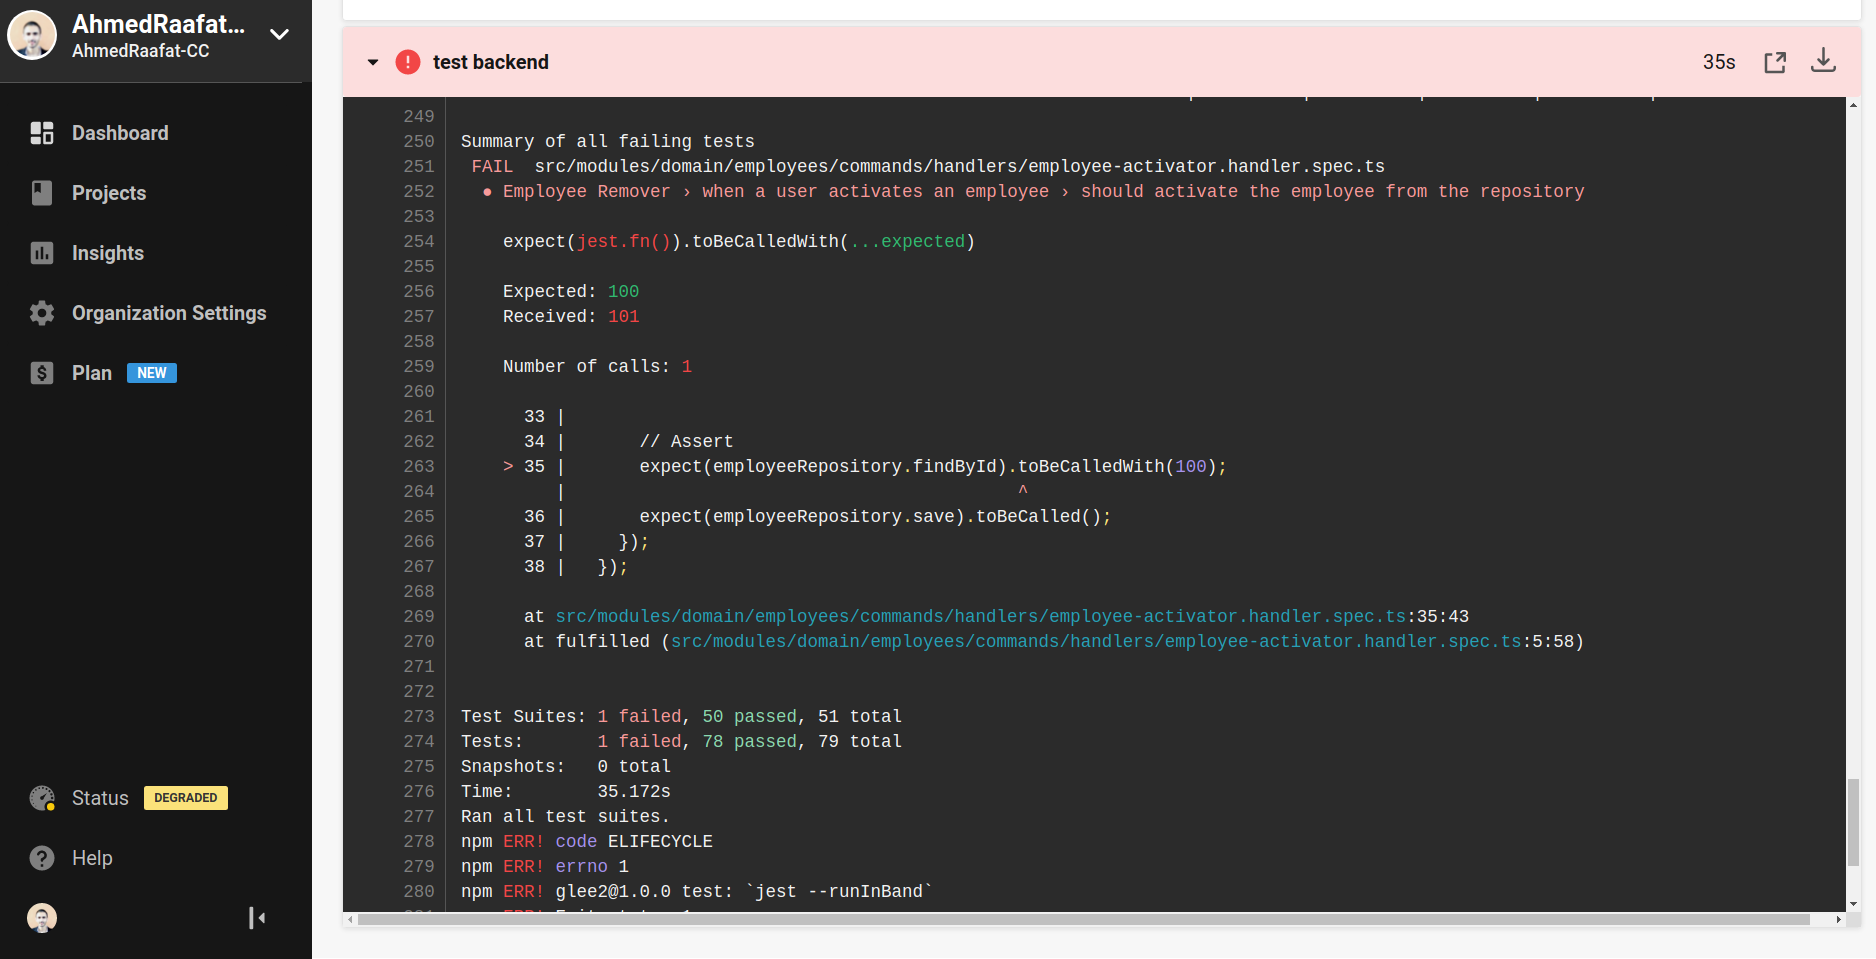 AhmedRaafat...
AhmedRaafat-CC
Dashboard
Projects
Insights
Organization Settings
Plan NEW
Status DEGRADED
Help
test backend 35s
249
250 Summary of all failing tests
251 FAIL src/modules/domain/employees/commands/handlers/employee-activator.handler.spec.ts
252 ● Employee Remover › when a user activates an employee › should activate the employee from the repository
253
254 expect(jest.fn()).toBeCalledWith(...expected)
255
256 Expected: 100
257 Received: 101
258
259 Number of calls: 1
260
261 33 |
262 34 | // Assert
263 > 35 | expect(employeeRepository.findById).toBeCalledWith(100);
264 | ^
265 36 | expect(employeeRepository.save).toBeCalled();
266 37 | });
267 38 | });
268
269 at src/modules/domain/employees/commands/handlers/employee-activator.handler.spec.ts:35:43
270 at fulfilled (src/modules/domain/employees/commands/handlers/employee-activator.handler.spec.ts:5:58)
271
272
273 Test Suites: 1 failed, 50 passed, 51 total
274 Tests: 1 failed, 78 passed, 79 total
275 Snapshots: 0 total
276 Time: 35.172s
277 Ran all test suites.
278 npm ERR! code ELIFECYCLE
279 npm ERR! errno 1
280 npm ERR! glee2@1.0.0 test: `jest --runInBand`